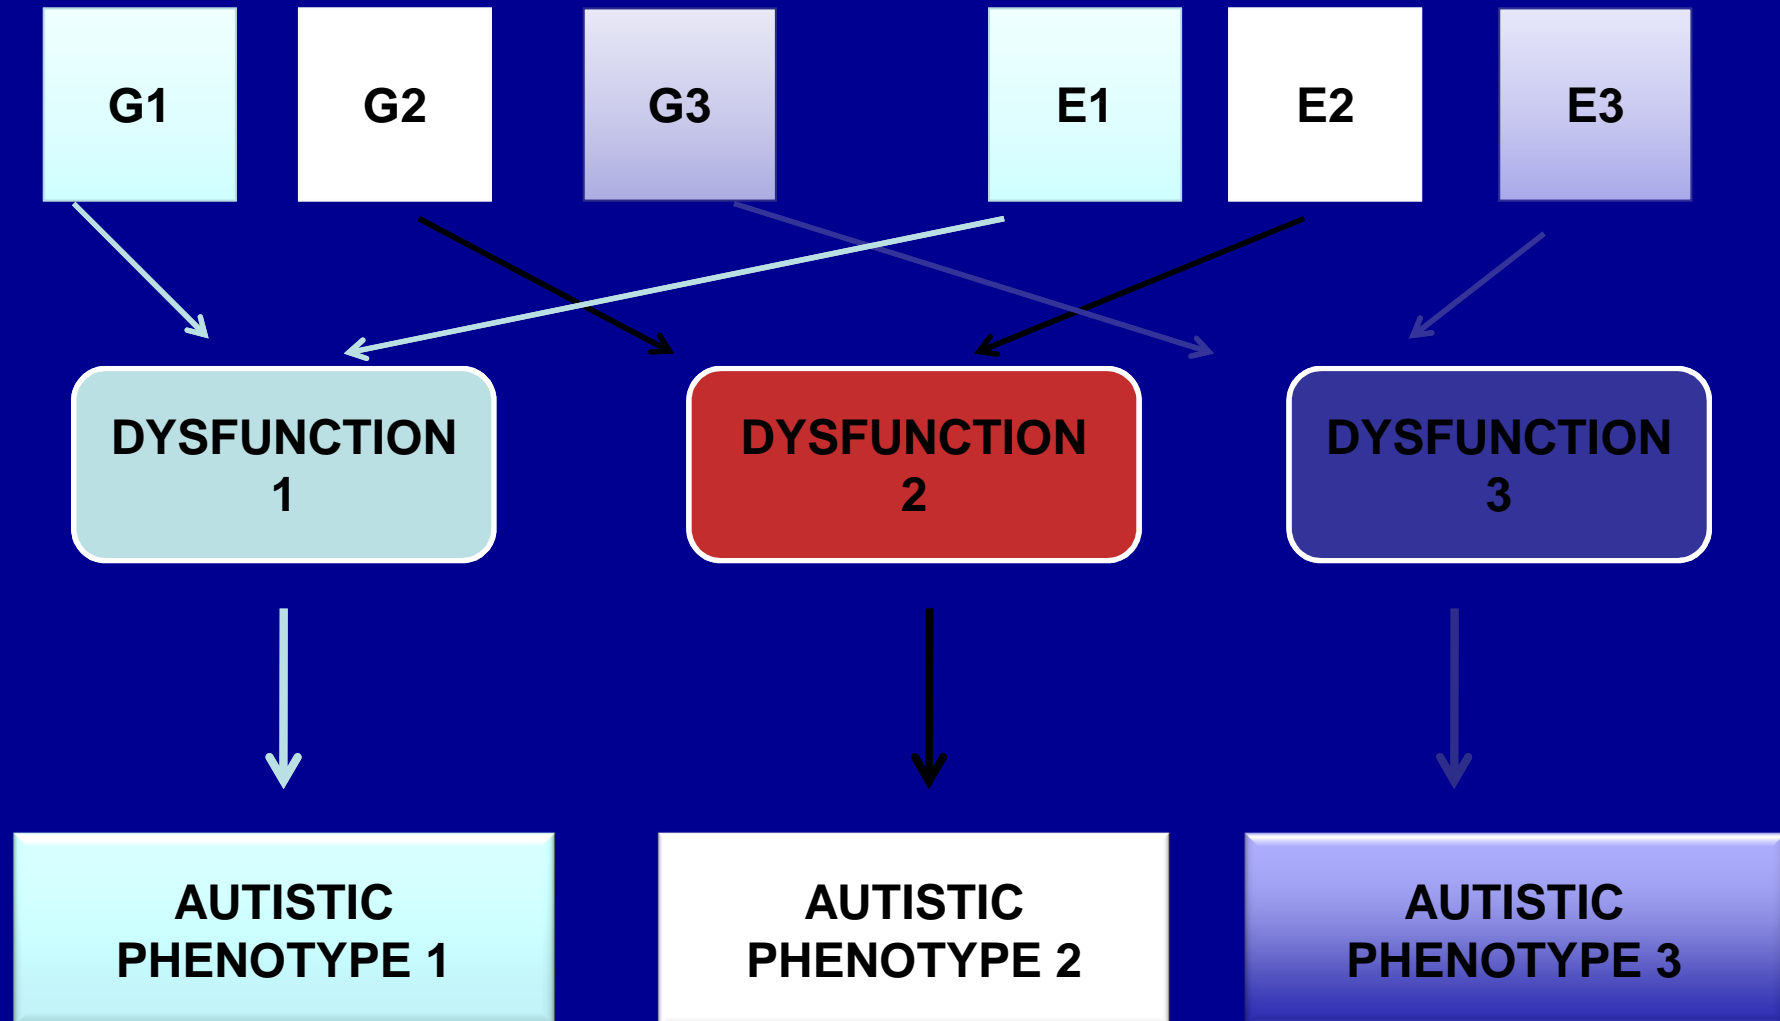 G1
G2
G3
E1
E2
E3
DYSFUNCTION
1
DYSFUNCTION
2
DYSFUNCTION
3
AUTISTIC
PHENOTYPE 1
AUTISTIC
PHENOTYPE 2
AUTISTIC
PHENOTYPE 3